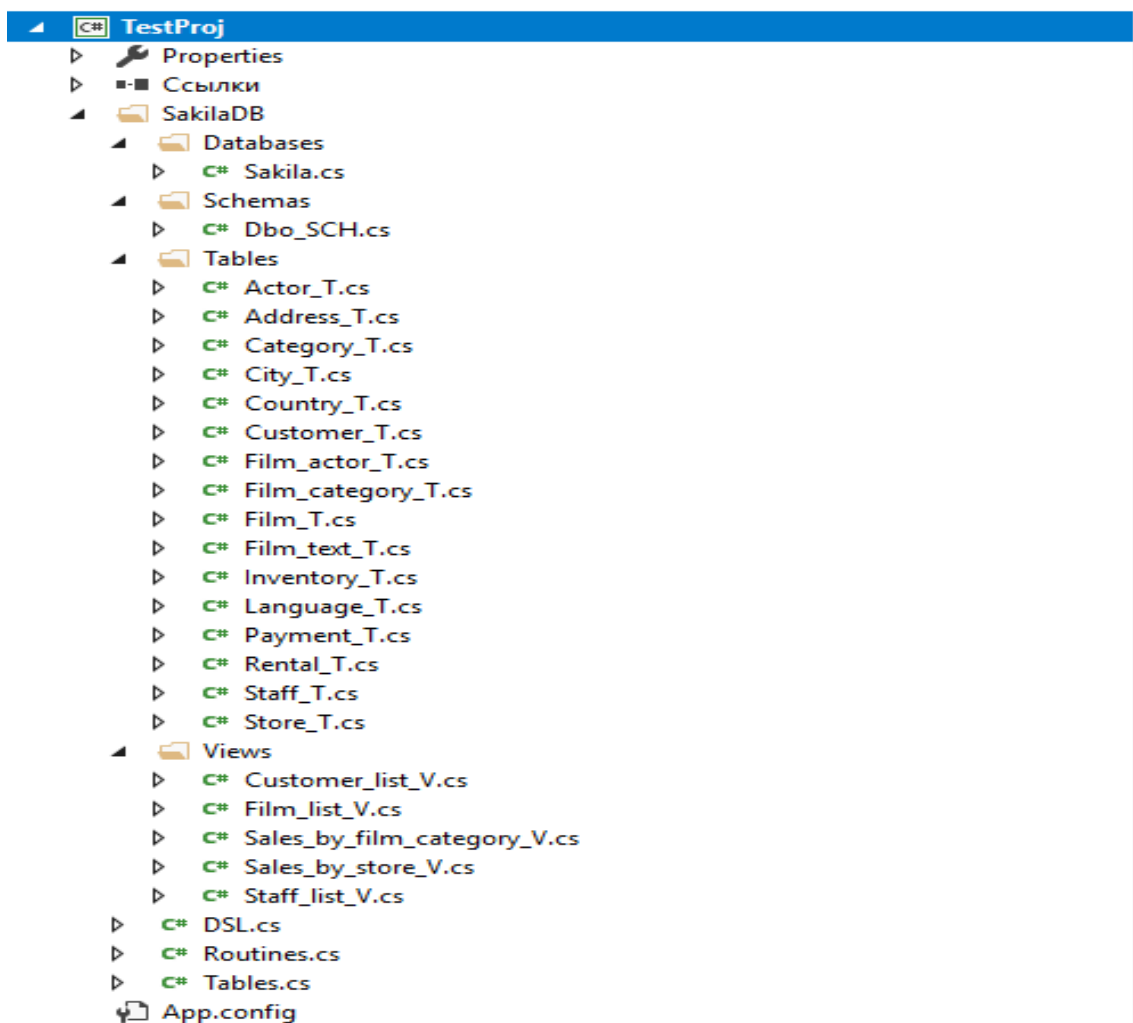 C# TestProj
Properties
Ссылки
SakilaDB
Databases
C# Sakila.cs
Schemas
C# Dbo_SCH.cs
Tables
C# Actor_T.cs
C# Address_T.cs
C# Category_T.cs
C# City_T.cs
C# Country_T.cs
C# Customer_T.cs
C# Film_actor_T.cs
C# Film_category_T.cs
C# Film_T.cs
C# Film_text_T.cs
C# Inventory_T.cs
C# Language_T.cs
C# Payment_T.cs
C# Rental_T.cs
C# Staff_T.cs
C# Store_T.cs
Views
C# Customer_list_V.cs
C# Film_list_V.cs
C# Sales_by_film_category_V.cs
C# Sales_by_store_V.cs
C# Staff_list_V.cs
C# DSL.cs
C# Routines.cs
C# Tables.cs
App.config